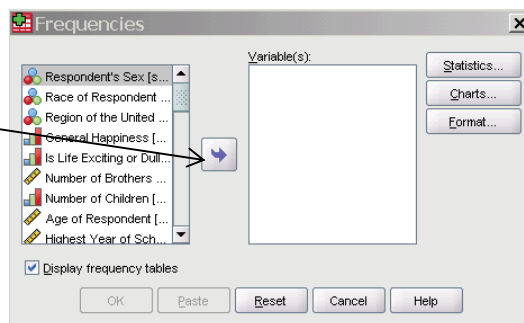 Frequencies
Variable(s):
Respondent's Sex [s...
Race of Respondent ...
Region of the United ...
General Happiness [...
Is Life Exciting or Dull...
Number of Brothers ...
Number of Children [...
Age of Respondent [...
Highest Year of Sch...
Statistics...
Charts...
Format...
Display frequency tables
OK Paste Reset Cancel Help